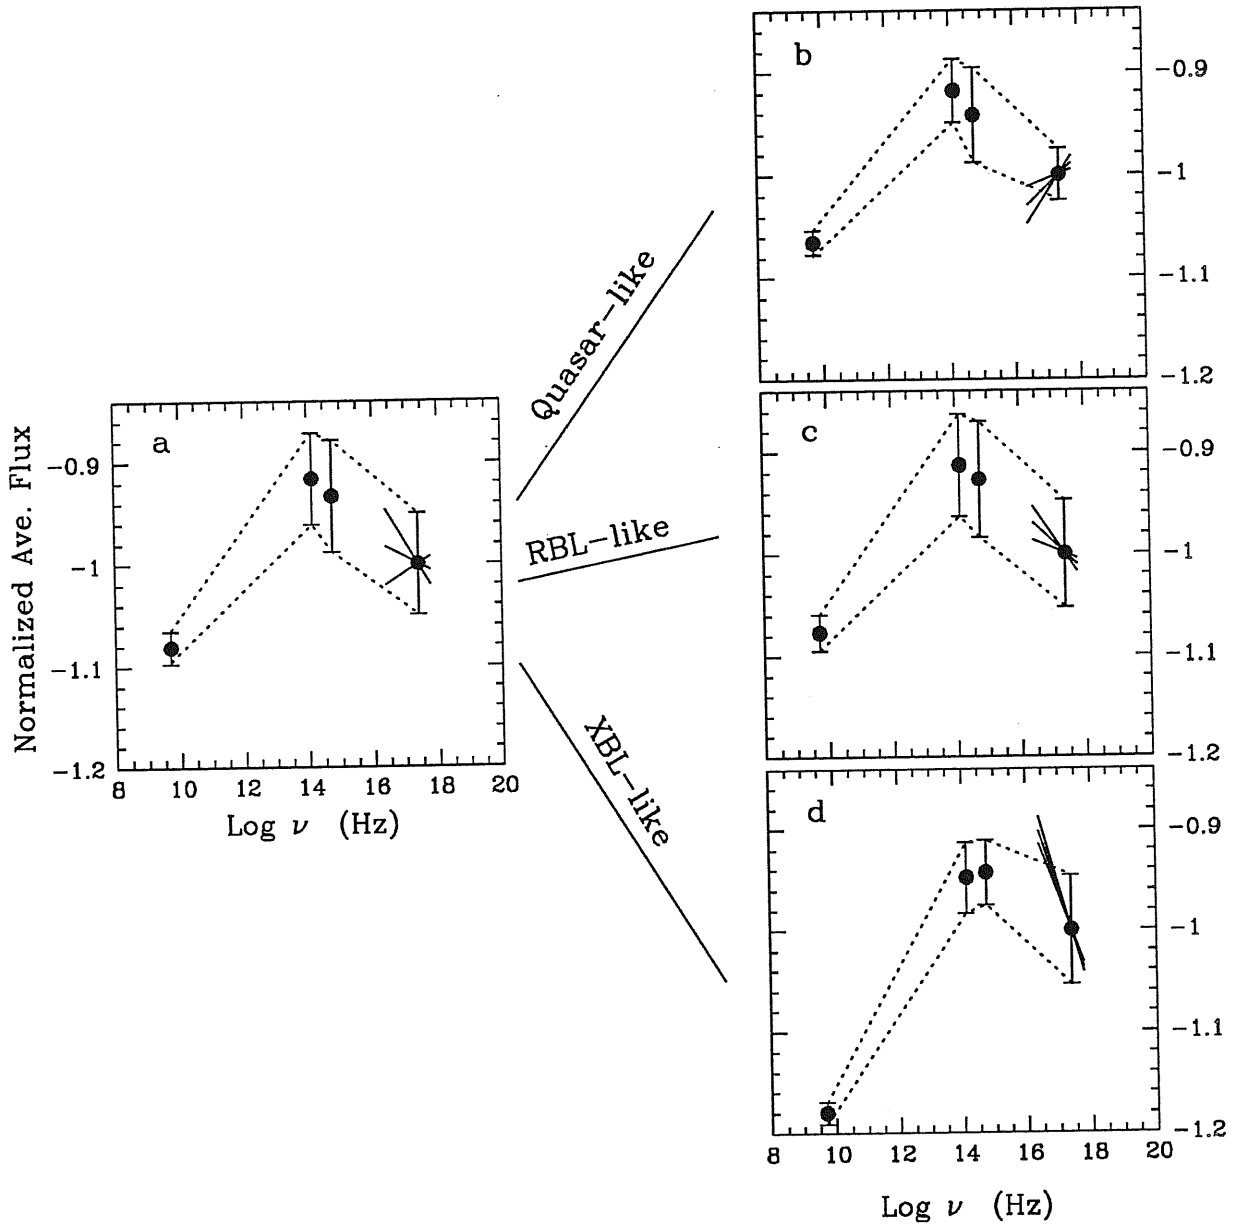 b
-0.9
-1
-1.1
-1.2
Quasar-like
a
Normalized Ave. Flux
-0.9
-1
-1.1
-1.2
8 10 12 14 16 18 20
Log ν (Hz)
RBL-like
c
-0.9
-1
-1.1
-1.2
XBL-like
d
-0.9
-1
-1.1
-1.2
8 10 12 14 16 18 20
Log ν (Hz)